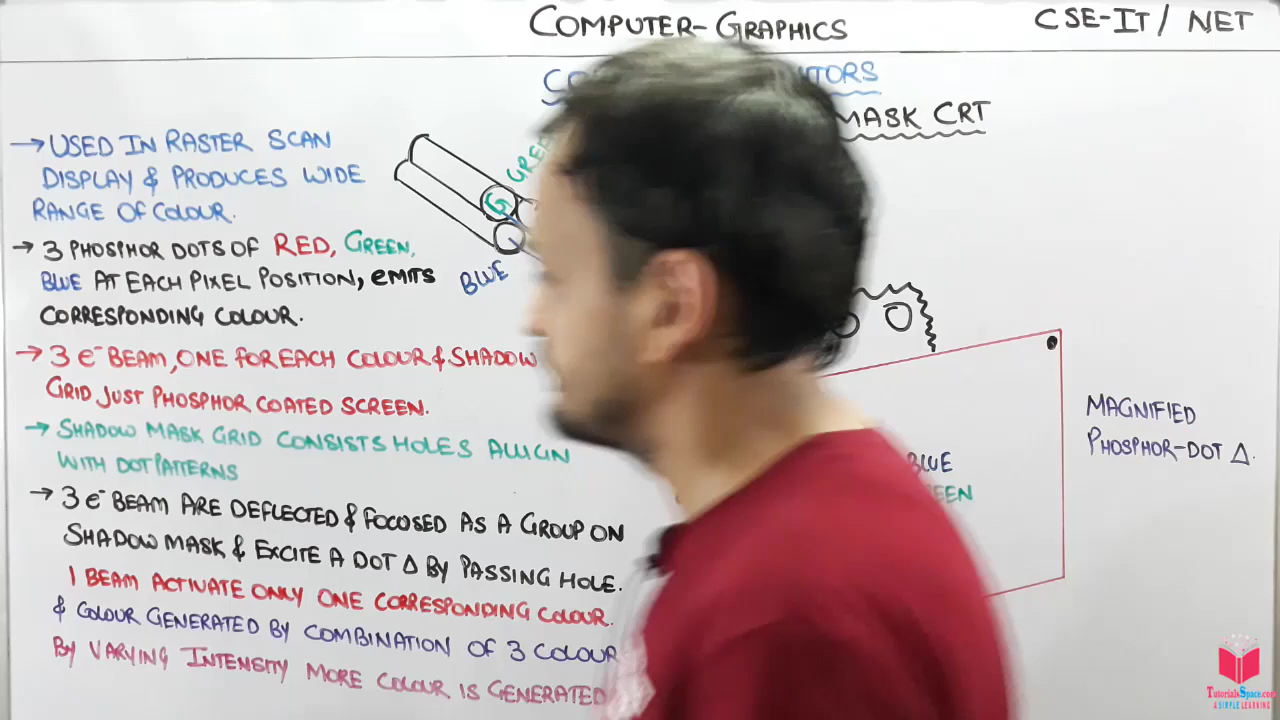 COMPUTER-GRAPHICS
CSE-IT / NET
MASK CRT
→ USED IN RASTER SCAN
DISPLAY & PRODUCES WIDE
RANGE OF COLOUR.
→ 3 PHOSPHOR DOTS OF RED, GREEN,
BLUE AT EACH PIXEL POSITION, EMITS
CORRESPONDING COLOUR.
→ 3 e⁻ BEAM, ONE FOR EACH COLOUR & SHADOW
GRID JUST PHOSPHOR COATED SCREEN.
→ SHADOW MASK GRID CONSISTS HOLES ALLIGN
WITH DOT PATTERNS
→ 3 e⁻ BEAM ARE DEFLECTED & FOCUSED AS A GROUP ON
SHADOW MASK & EXCITE A DOT Δ BY PASSING HOLE.
1 BEAM ACTIVATE ONLY ONE CORRESPONDING COLOUR.
& COLOUR GENERATED BY COMBINATION OF 3 COLOUR
BY VARYING INTENSITY MORE COLOUR IS GENERATED
G
BLUE
BLUE
MAGNIFIED
PHOSPHOR-DOT Δ.
TutorialsSpace.com
A SIMPLE LEARNING